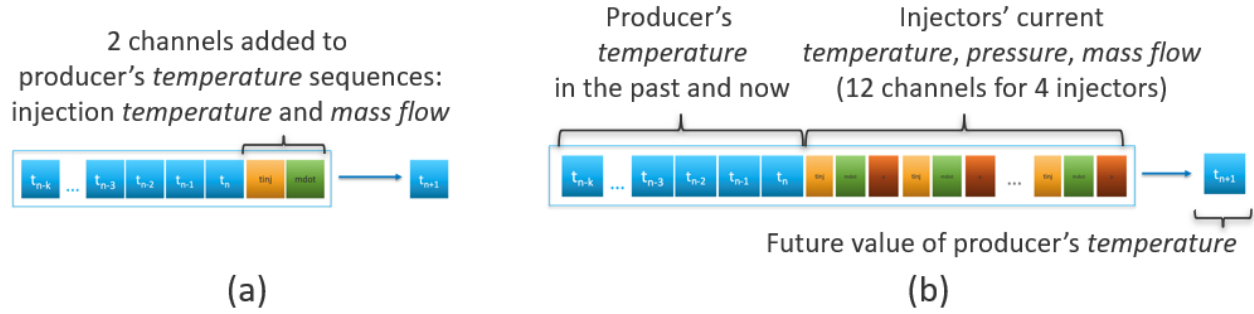 2 channels added to
producer's temperature sequences:
injection temperature and mass flow
tn-k ... tn-3 tn-2 tn-1 tn tinj mdot tn+1
(a)
Producer's
temperature
in the past and now
Injectors' current
temperature, pressure, mass flow
(12 channels for 4 injectors)
tn-k ... tn-3 tn-2 tn-1 tn tinj mdot tinj mdot ... tinj mdot tn+1
Future value of producer's temperature
(b)